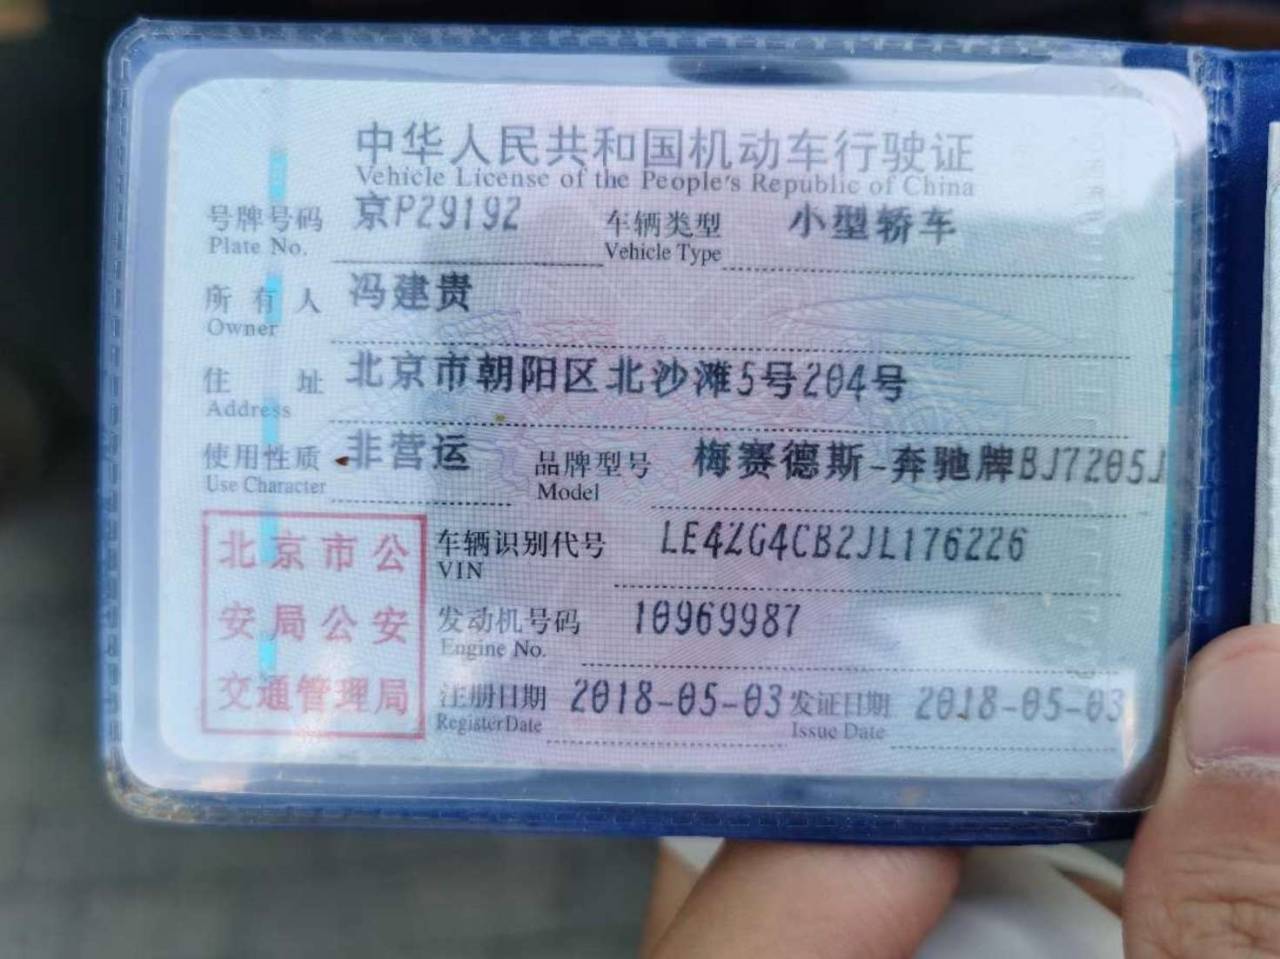 中华人民共和国机动车行驶证
Vehicle License of the People's Republic of China
号牌号码 京P29192 车辆类型 小型轿车
Plate No. Vehicle Type
所有人 冯建贵
Owner
住址 北京市朝阳区北沙滩5号204号
Address
使用性质 非营运 品牌型号 梅赛德斯-奔驰牌BJ7205J
Use Character Model
北京市公
安局公安
交通管理局
车辆识别代号 LE4ZG4CB2JL176226
VIN
发动机号码 10969987
Engine No.
注册日期 2018-05-03 发证日期 2018-05-03
Register Date Issue Date